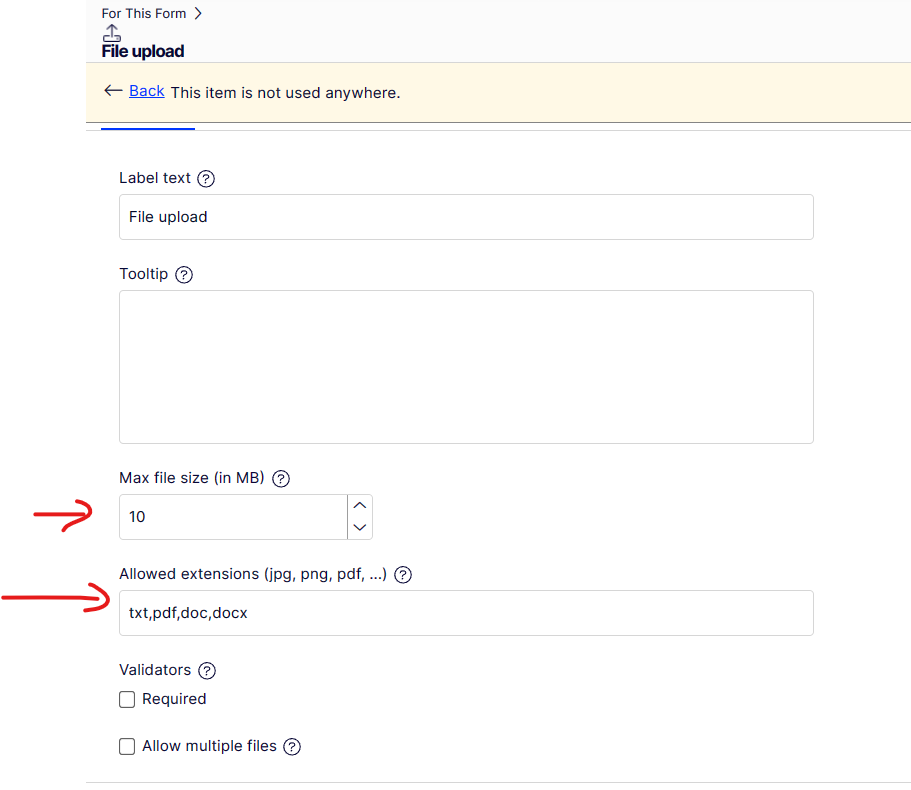 For This Form
File upload
Back This item is not used anywhere.
Label text
File upload
Tooltip
Max file size (in MB)
10
Allowed extensions (jpg, png, pdf, ...)
txt,pdf,doc,docx
Validators
Required
Allow multiple files